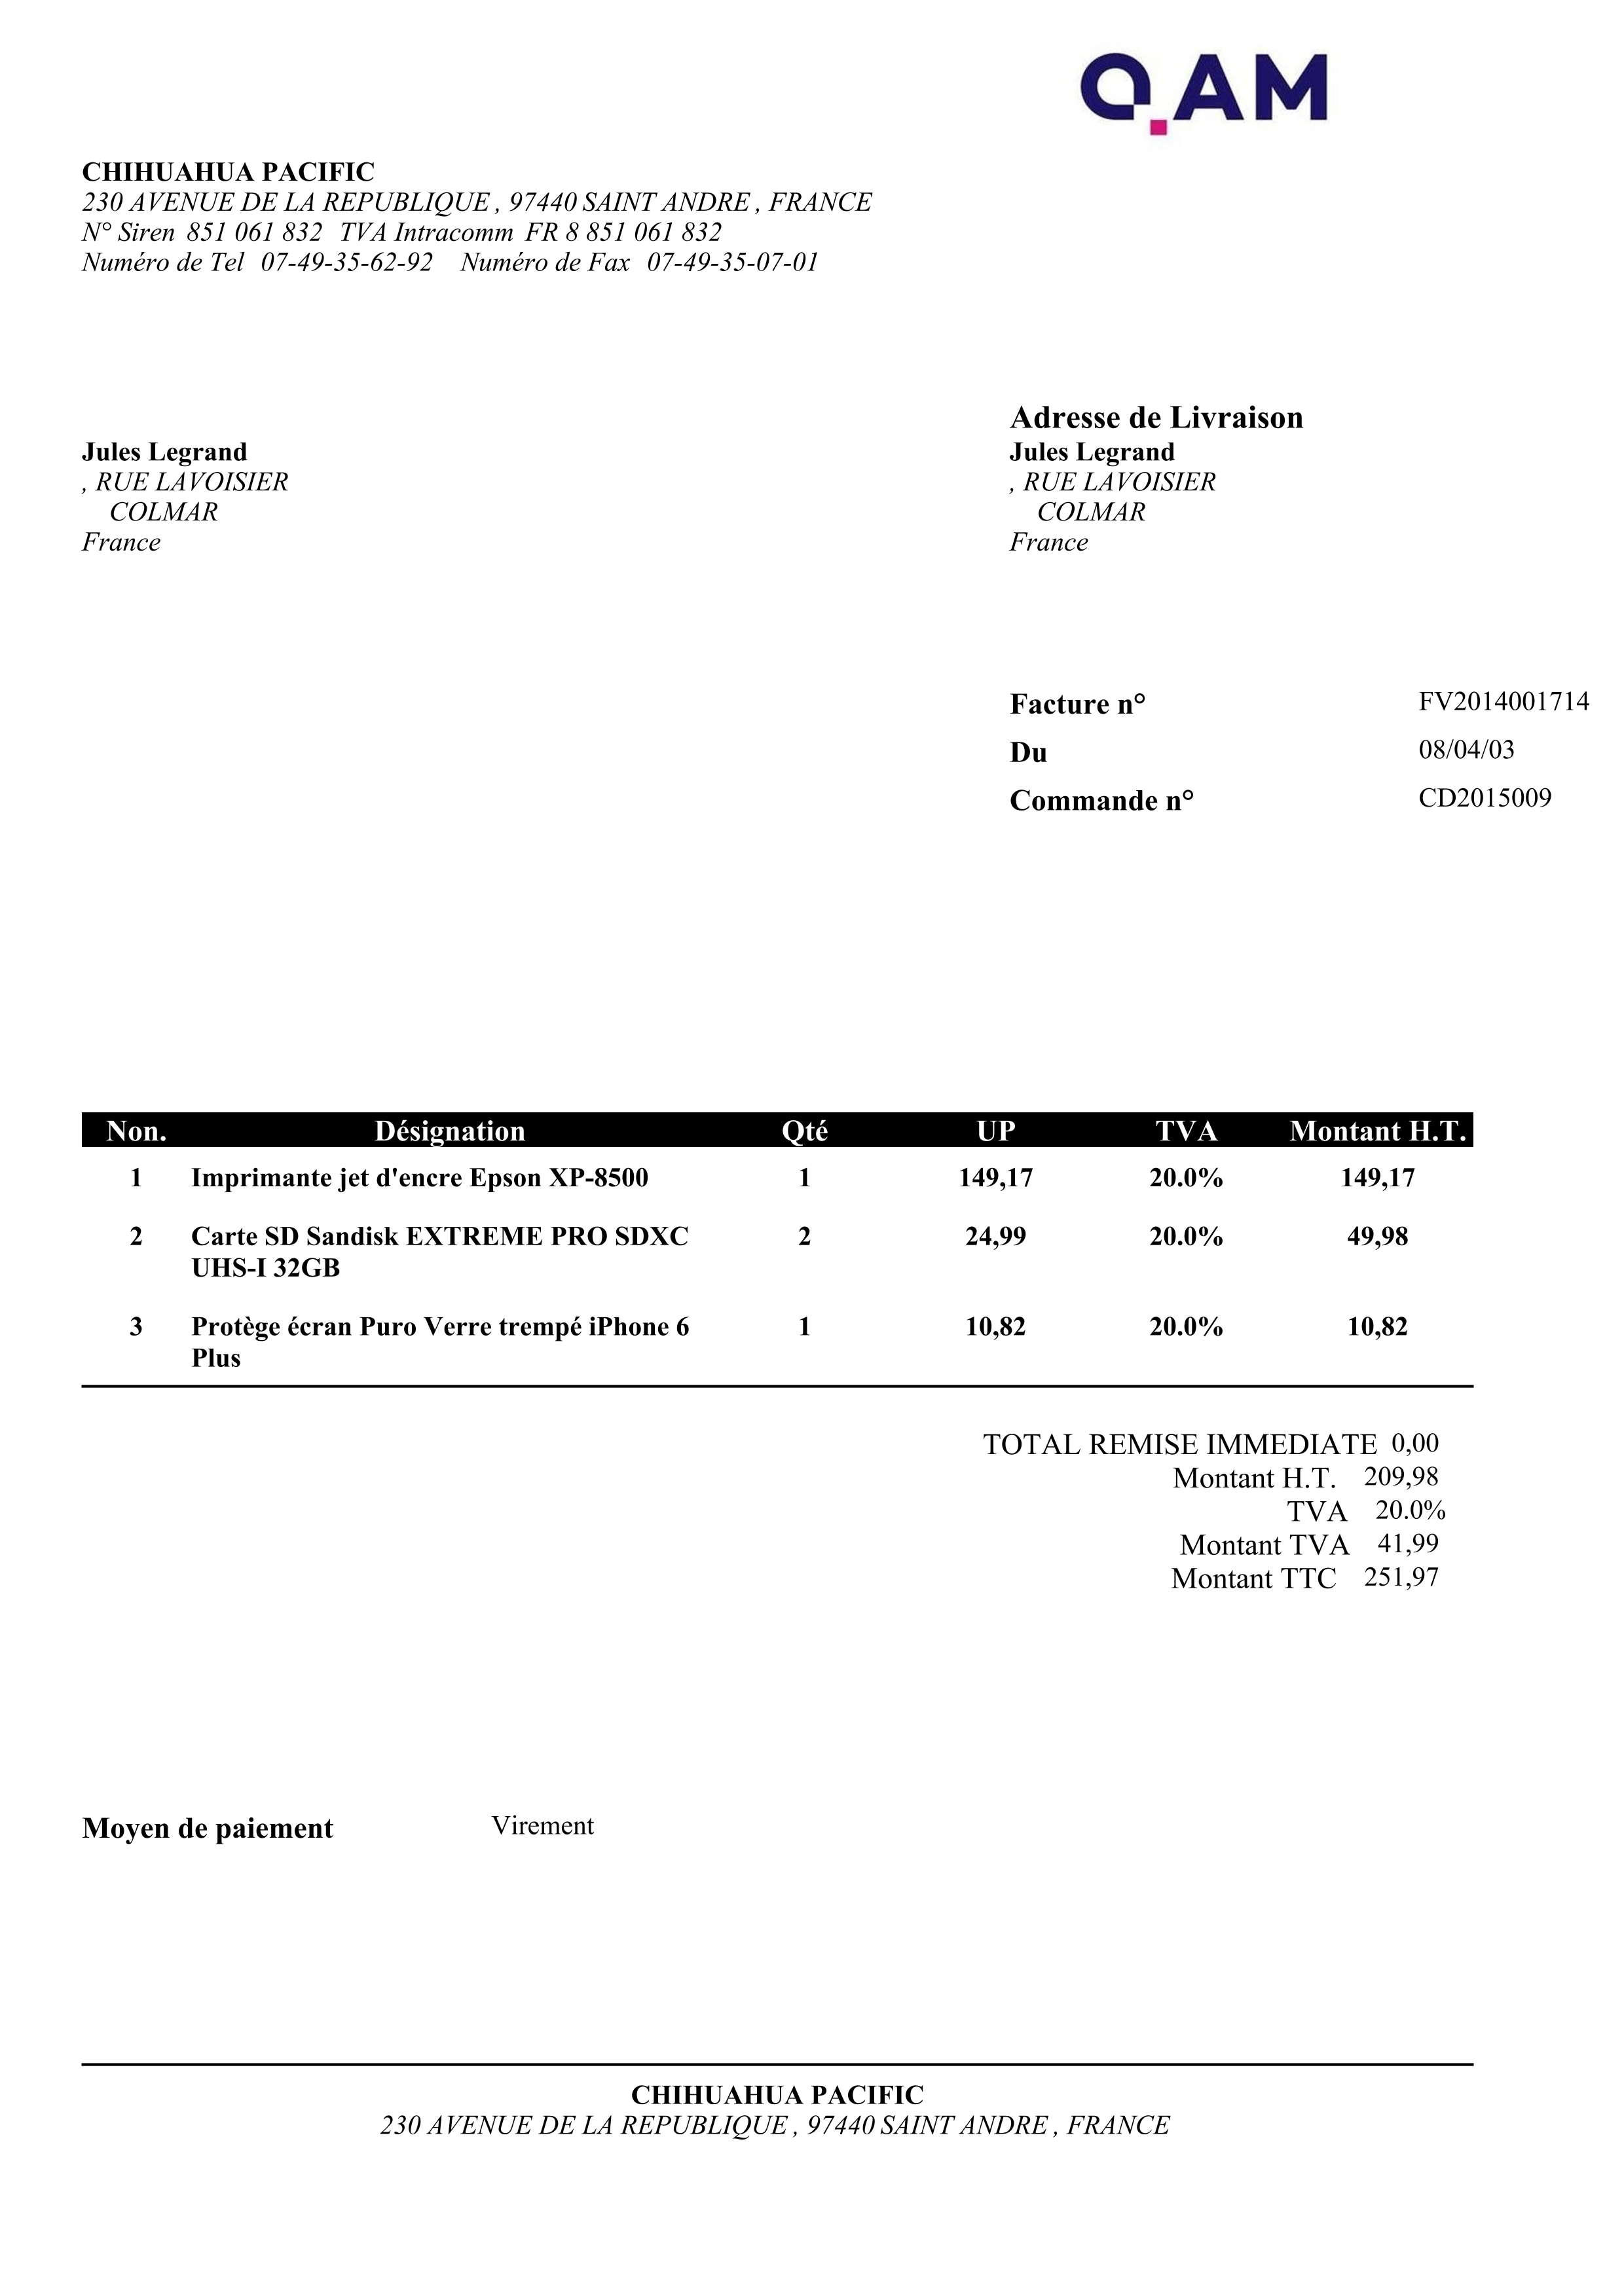 Q.AM
CHIHUAHUA PACIFIC
230 AVENUE DE LA REPUBLIQUE , 97440 SAINT ANDRE , FRANCE
N° Siren 851 061 832 TVA Intracomm FR 8 851 061 832
Numéro de Tel 07-49-35-62-92 Numéro de Fax 07-49-35-07-01
Jules Legrand
, RUE LAVOISIER
COLMAR
France
Adresse de Livraison
Jules Legrand
, RUE LAVOISIER
COLMAR
France
Facture n° FV2014001714
Du 08/04/03
Commande n° CD2015009
Non. Désignation Qté UP TVA Montant H.T.
1 Imprimante jet d'encre Epson XP-8500 1 149,17 20.0% 149,17
2 Carte SD Sandisk EXTREME PRO SDXC 2 24,99 20.0% 49,98
UHS-I 32GB
3 Protège écran Puro Verre trempé iPhone 6 1 10,82 20.0% 10,82
Plus
TOTAL REMISE IMMEDIATE 0,00
Montant H.T. 209,98
TVA 20.0%
Montant TVA 41,99
Montant TTC 251,97
Moyen de paiement Virement
CHIHUAHUA PACIFIC
230 AVENUE DE LA REPUBLIQUE , 97440 SAINT ANDRE , FRANCE